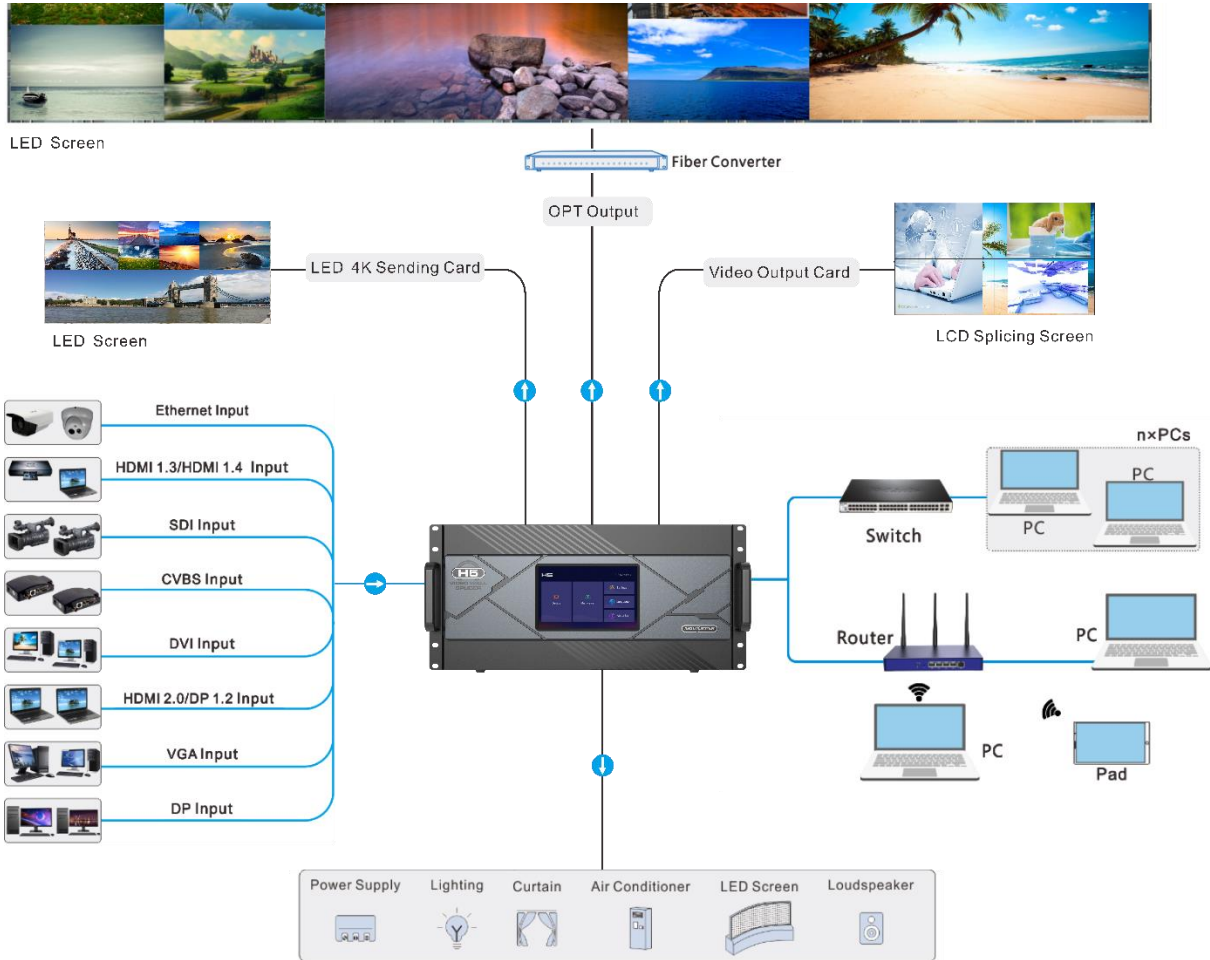 LED Screen
Fiber Converter
OPT Output
LED 4K Sending Card
Video Output Card
LED Screen
LCD Splicing Screen
Ethernet Input
HDMI 1.3/HDMI 1.4 Input
SDI Input
CVBS Input
DVI Input
HDMI 2.0/DP 1.2 Input
VGA Input
DP Input
H5
H5
n×PCs
PC
PC
Switch
Router
PC
PC
Pad
Power Supply
Lighting
Curtain
Air Conditioner
LED Screen
Loudspeaker